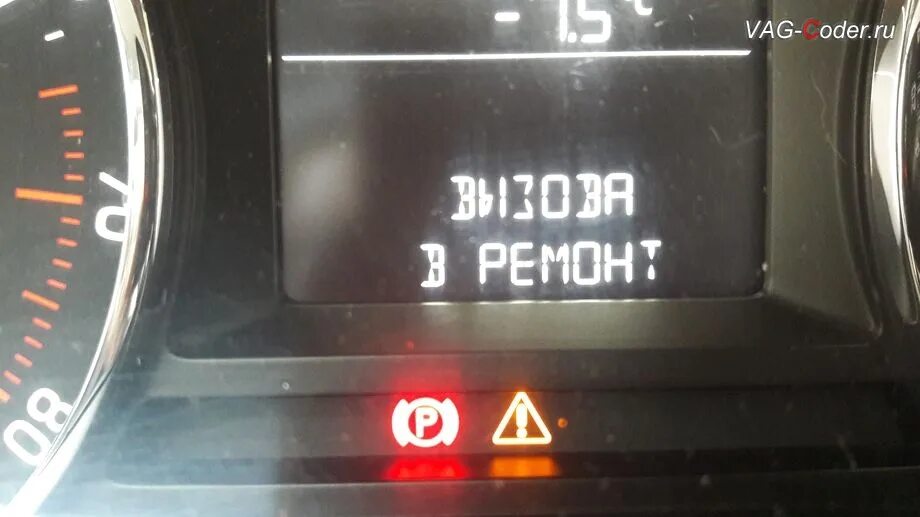 VAG-Coder.ru
-1.5°C
ВЫЗОВА
В РЕМОНТ
70
80
P